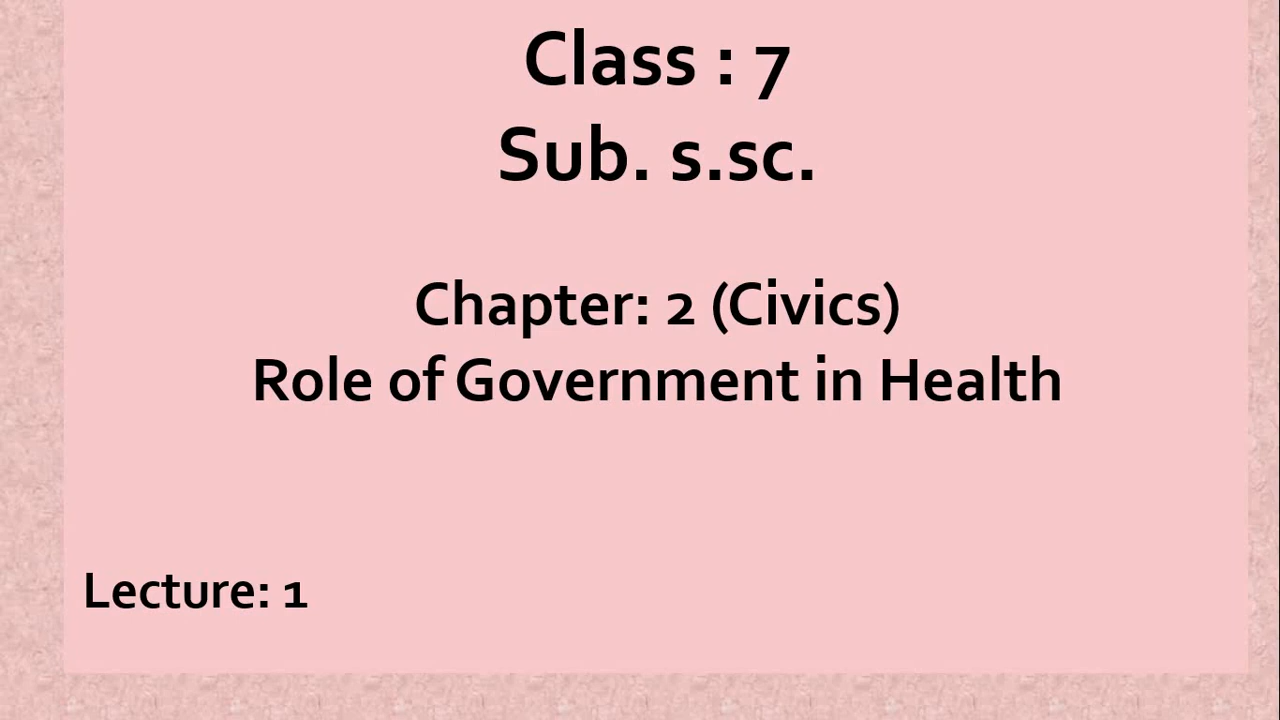 Class : 7
Sub. s.sc.
Chapter: 2 (Civics)
Role of Government in Health
Lecture: 1